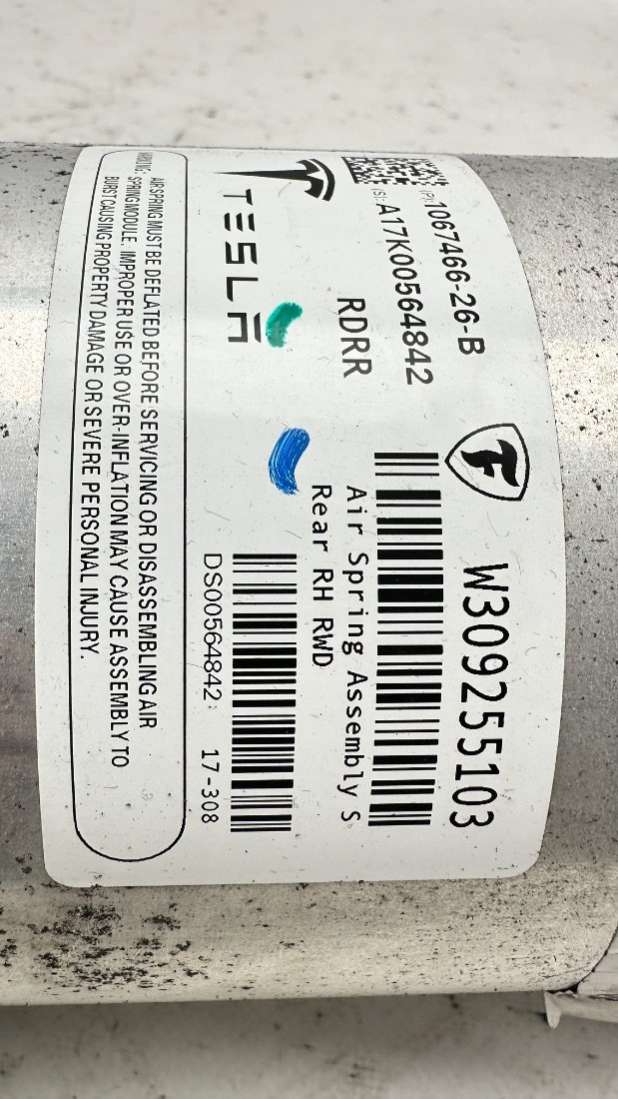 (P):1067466-26-B
(S):A17K00564842
RDRR
TESLA
W309255103
Air Spring Assembly S
Rear RH RWD
DS00564842
17-308
AIR SPRING MUST BE DEFLATED BEFORE SERVICING OR DISASSEMBLING AIR
SPRING MODULE. IMPROPER USE OR OVER-INFLATION MAY CAUSE ASSEMBLY TO
BURST CAUSING PROPERTY DAMAGE OR SEVERE PERSONAL INJURY.